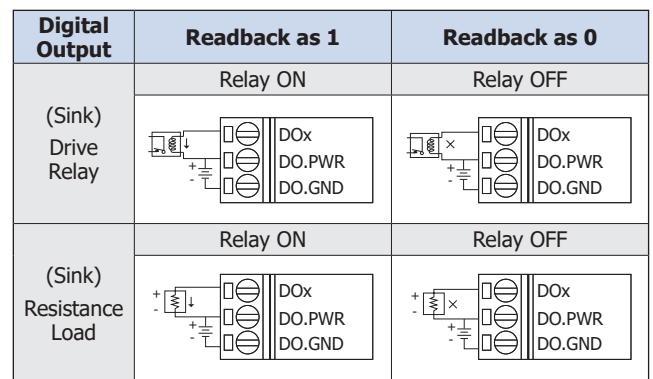 Digital
Output
Readback as 1
Readback as 0
(Sink)
Drive
Relay
Relay ON
Relay OFF
DOx
DO.PWR
DO.GND
+
-
×
DOx
DO.PWR
DO.GND
+
-
(Sink)
Resistance
Load
Relay ON
Relay OFF
+
-
DOx
DO.PWR
DO.GND
+
-
+
-
×
DOx
DO.PWR
DO.GND
+
-